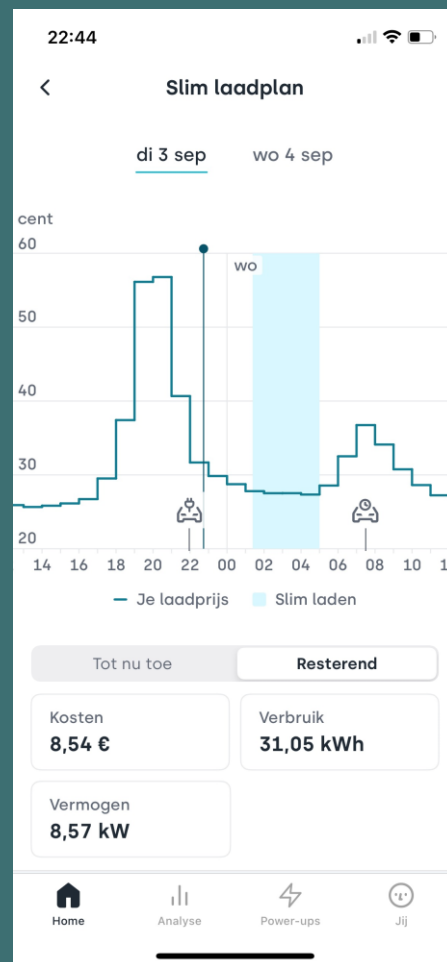 22:44
Slim laadplan
di 3 sep wo 4 sep
cent
60
wo
50
40
30
20
14 16 18 20 22 00 02 04 06 08 10 1
Je laadprijs Slim laden
Tot nu toe Resterend
Kosten Verbruik
8,54 € 31,05 kWh
Vermogen
8,57 kW
Home Analyse Power-ups Jij